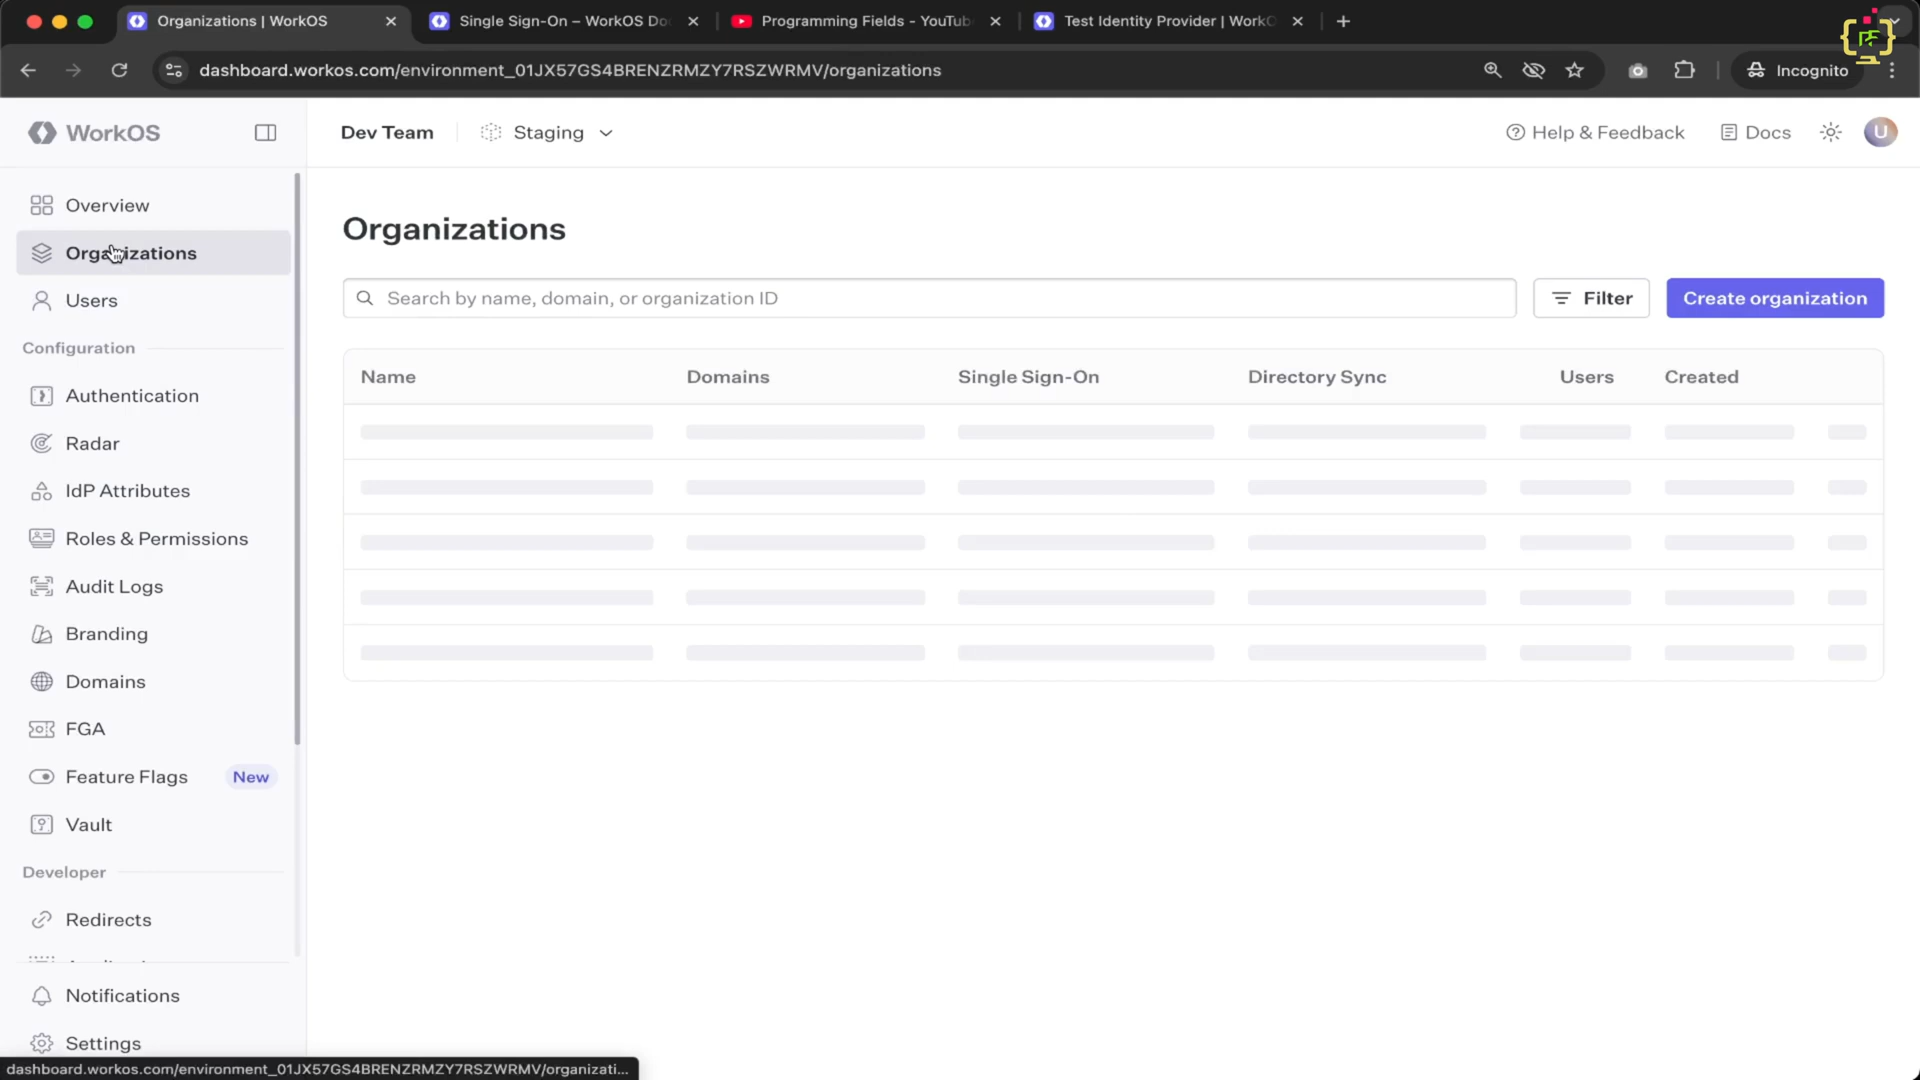 Organizations | WorkOS
Single Sign-On – WorkOS Do
Programming Fields - YouTub
Test Identity Provider | WorkO
dashboard.workos.com/environment_01JX57GS4BRENZRMZY7RSZWRMV/organizations
Incognito
WorkOS
Dev Team
Staging
Help & Feedback
Docs
U
Overview
Organizations
Users
Configuration
Authentication
Radar
IdP Attributes
Roles & Permissions
Audit Logs
Branding
Domains
FGA
Feature Flags New
Vault
Developer
Redirects
Notifications
Settings
Organizations
Search by name, domain, or organization ID
Filter
Create organization
Name Domains Single Sign-On Directory Sync Users Created
dashboard.workos.com/environment_01JX57GS4BRENZRMZY7RSZWRMV/organizati...